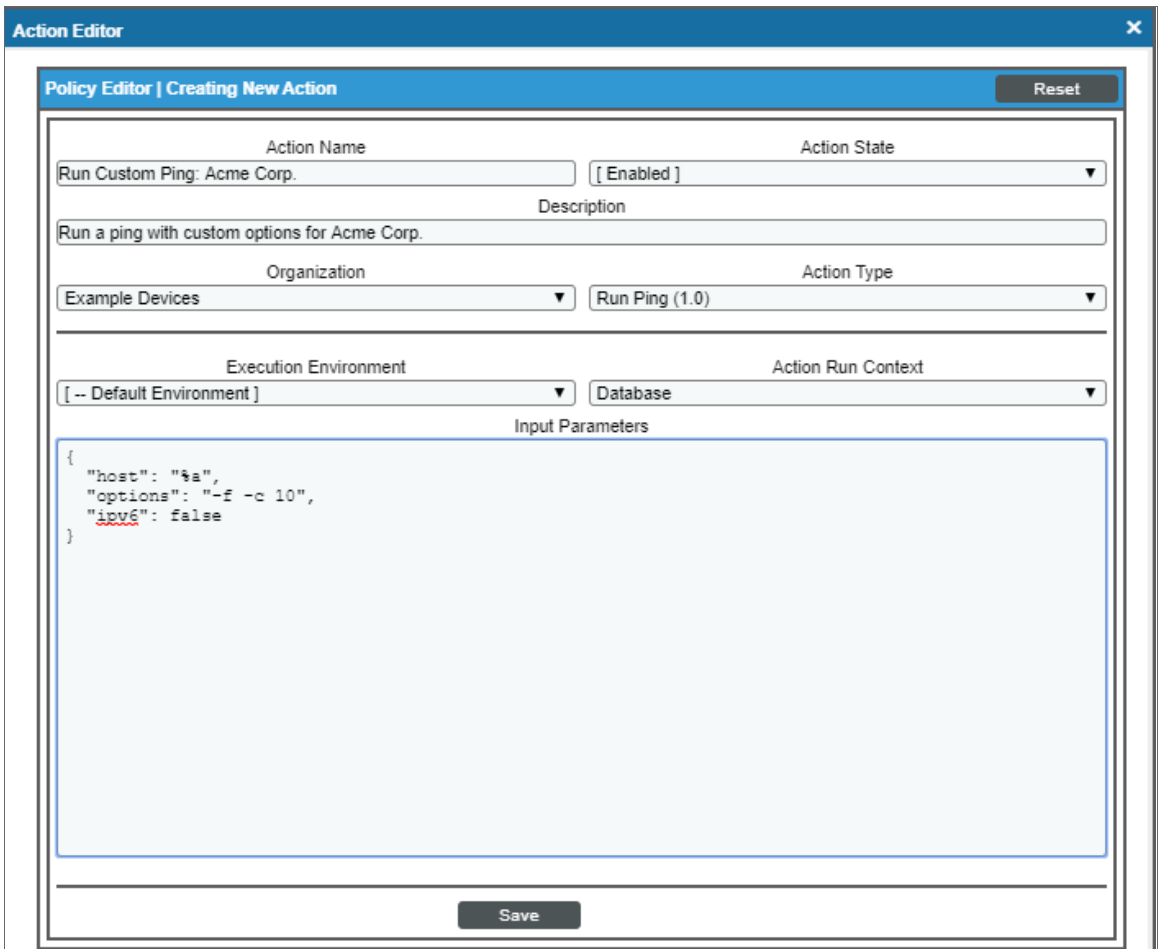 Action Editor
Policy Editor | Creating New Action
Reset
Action Name
Action State
Run Custom Ping: Acme Corp.
[ Enabled ]
Description
Run a ping with custom options for Acme Corp.
Organization
Action Type
Example Devices
Run Ping (1.0)
Execution Environment
Action Run Context
[ -- Default Environment ]
Database
Input Parameters
{
"host": "%a",
"options": "-f -c 10",
"ipv6": false
}
Save